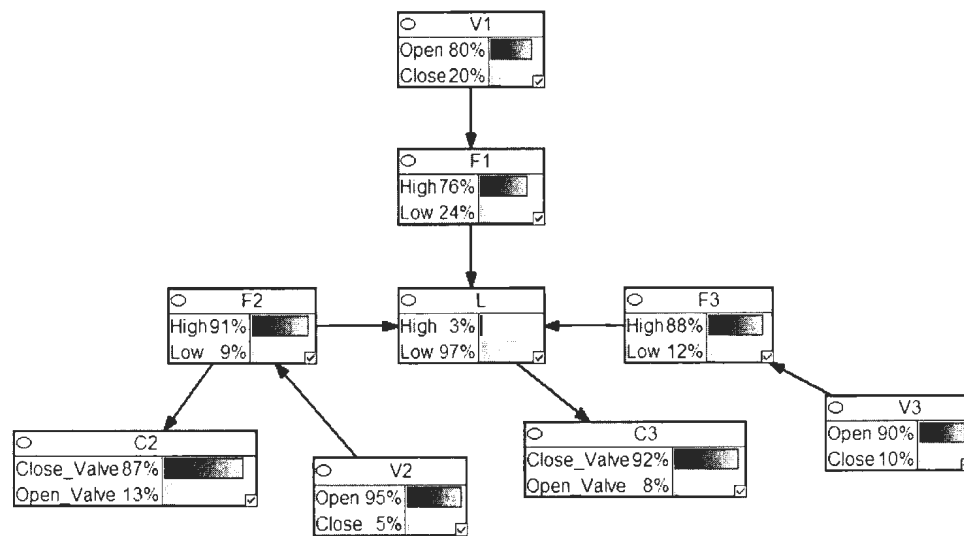 V1
Open 80%
Close 20%
F1
High 76%
Low 24%
F2
High 91%
Low 9%
L
High 3%
Low 97%
F3
High 88%
Low 12%
V3
Open 90%
Close 10%
C2
Close_Valve 87%
Open_Valve 13%
V2
Open 95%
Close 5%
C3
Close_Valve 92%
Open_Valve 8%